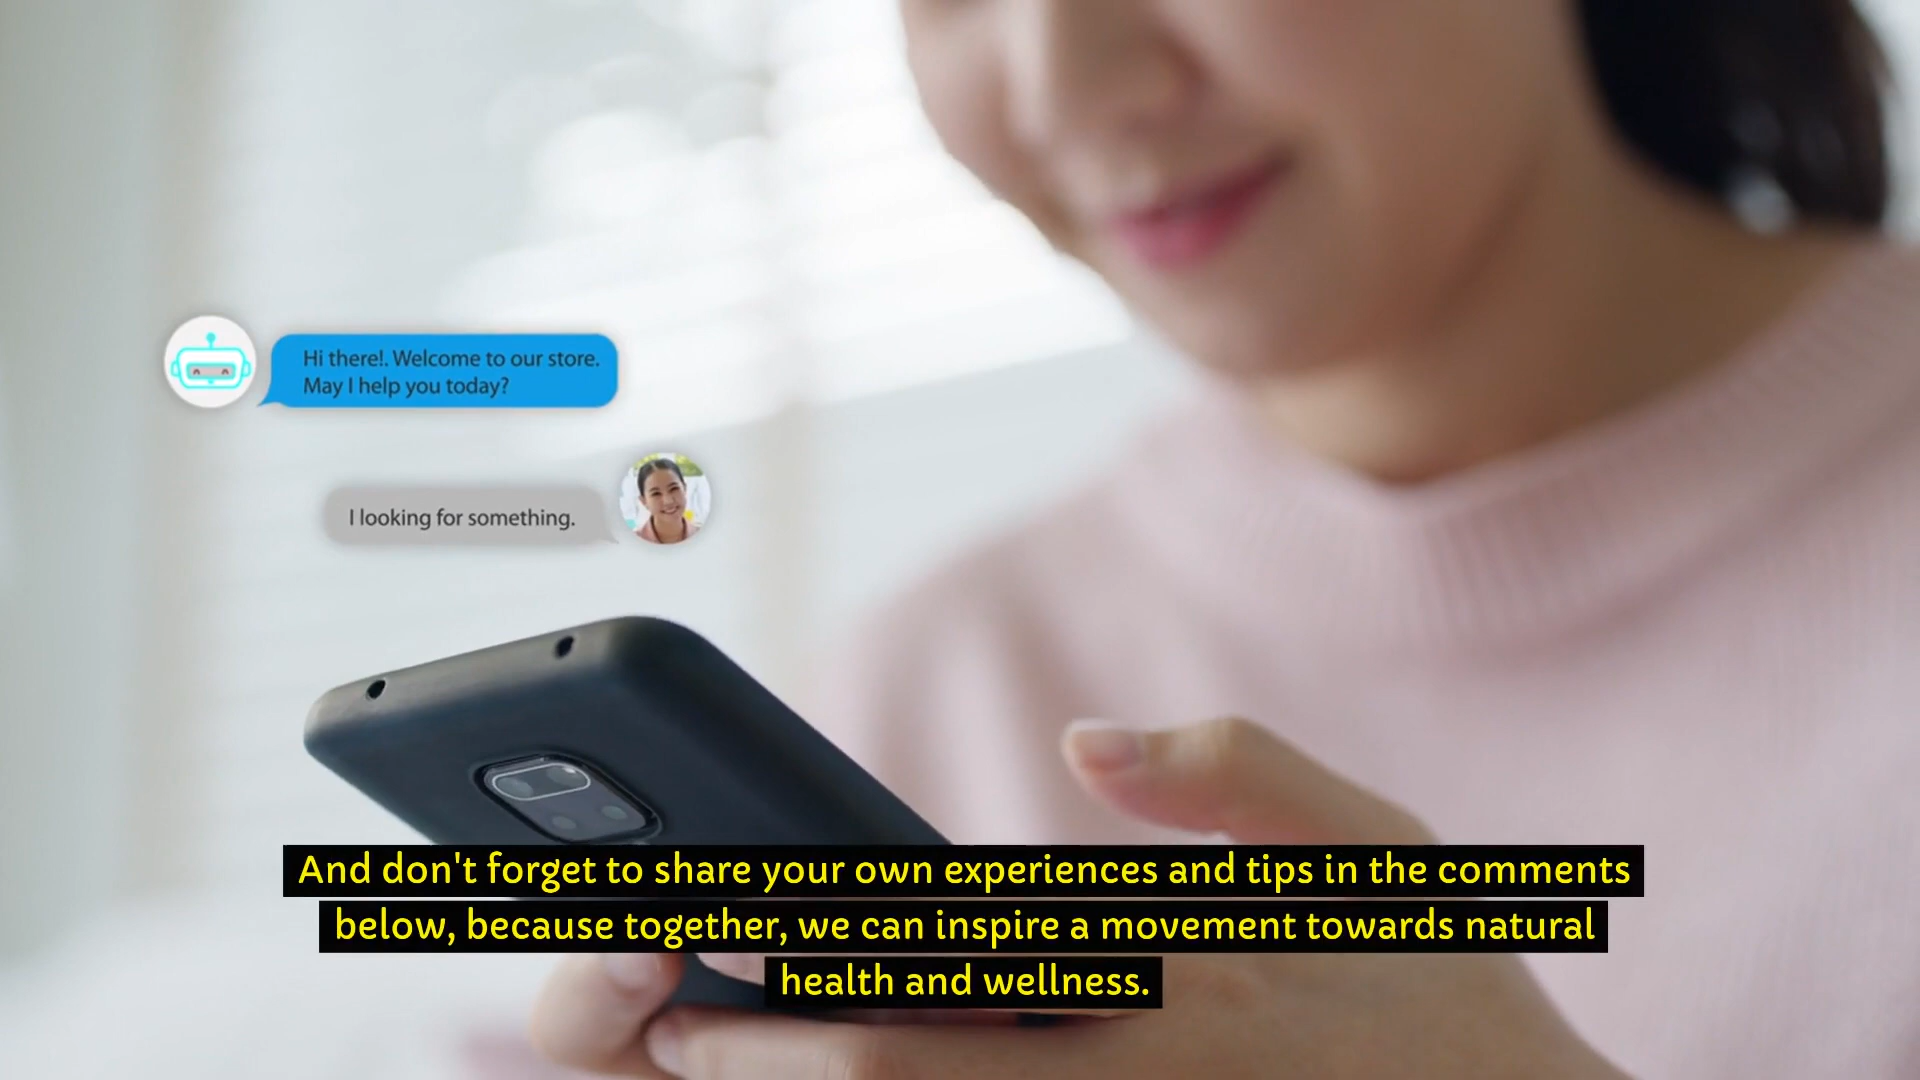 Hi there!. Welcome to our store.
May I help you today?
I looking for something.
And don't forget to share your own experiences and tips in the comments
below, because together, we can inspire a movement towards natural
health and wellness.